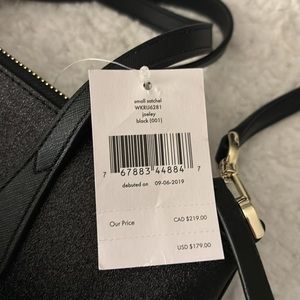 small satchel
WKRU6281
joeley
black (001)
7 67883 44884 7
debuted on 09-06-2019
Our Price CAD $219.00
USD $179.00